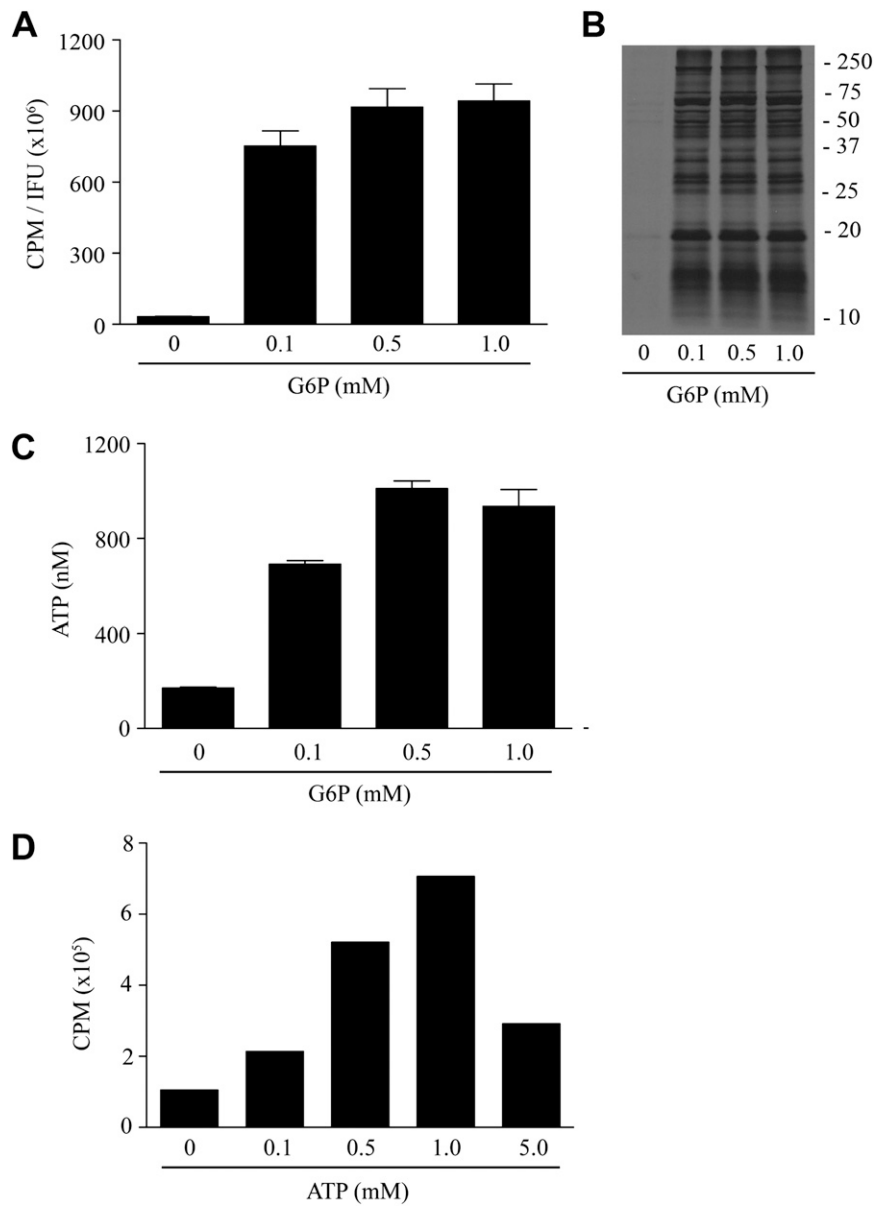 A
1200
900
600
300
0
CPM / IFU (x10⁶)
0 0.1 0.5 1.0
G6P (mM)
B
- 250
- 75
- 50
- 37
- 25
- 20
- 10
0 0.1 0.5 1.0
G6P (mM)
C
1200
800
400
0
ATP (nM)
0 0.1 0.5 1.0
G6P (mM)
-
D
8
6
4
2
0
CPM (x10⁵)
0 0.1 0.5 1.0 5.0
ATP (mM)